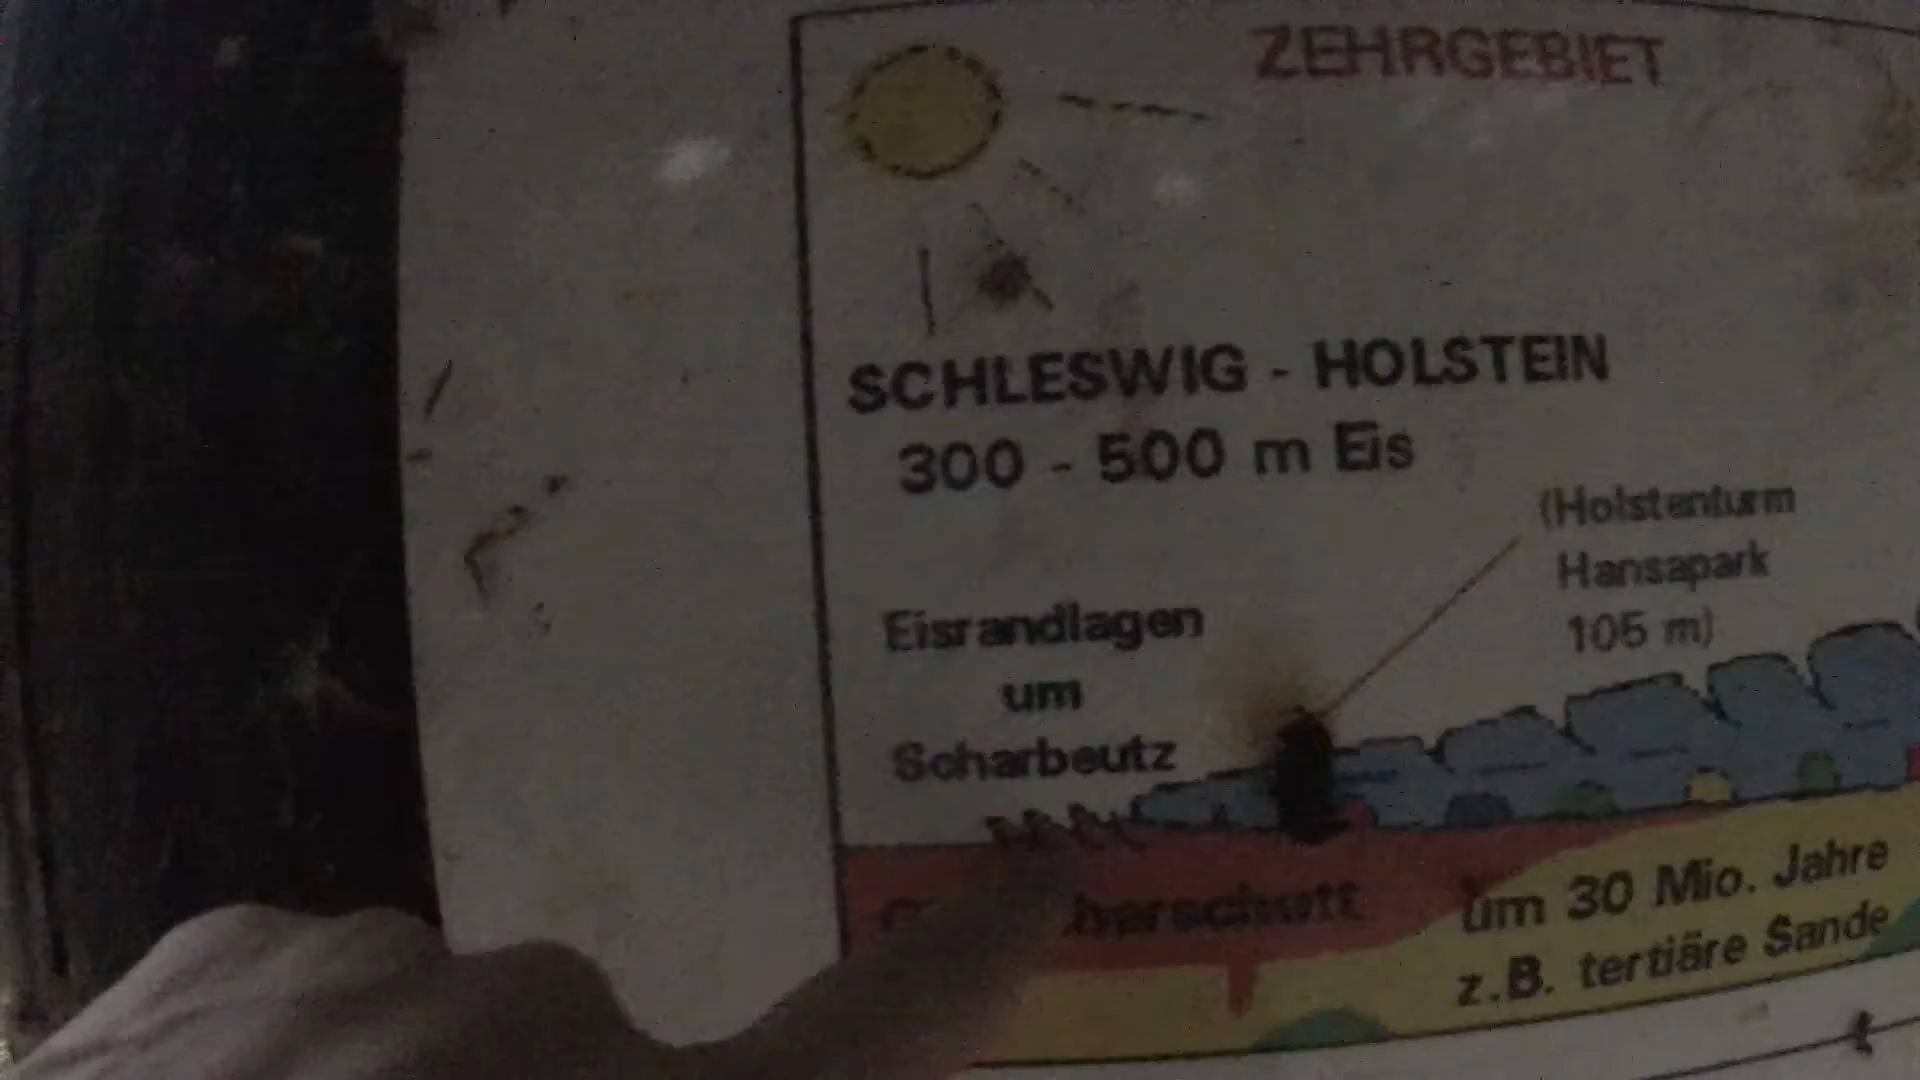 ZEHRGEBIET
SCHLESWIG - HOLSTEIN
300 - 500 m Eis
(Holstenturm
Hansapark
105 m)
Eisrandlagen
um
Scharbeutz
um 30 Mio. Jahre
z.B. tertiäre Sande